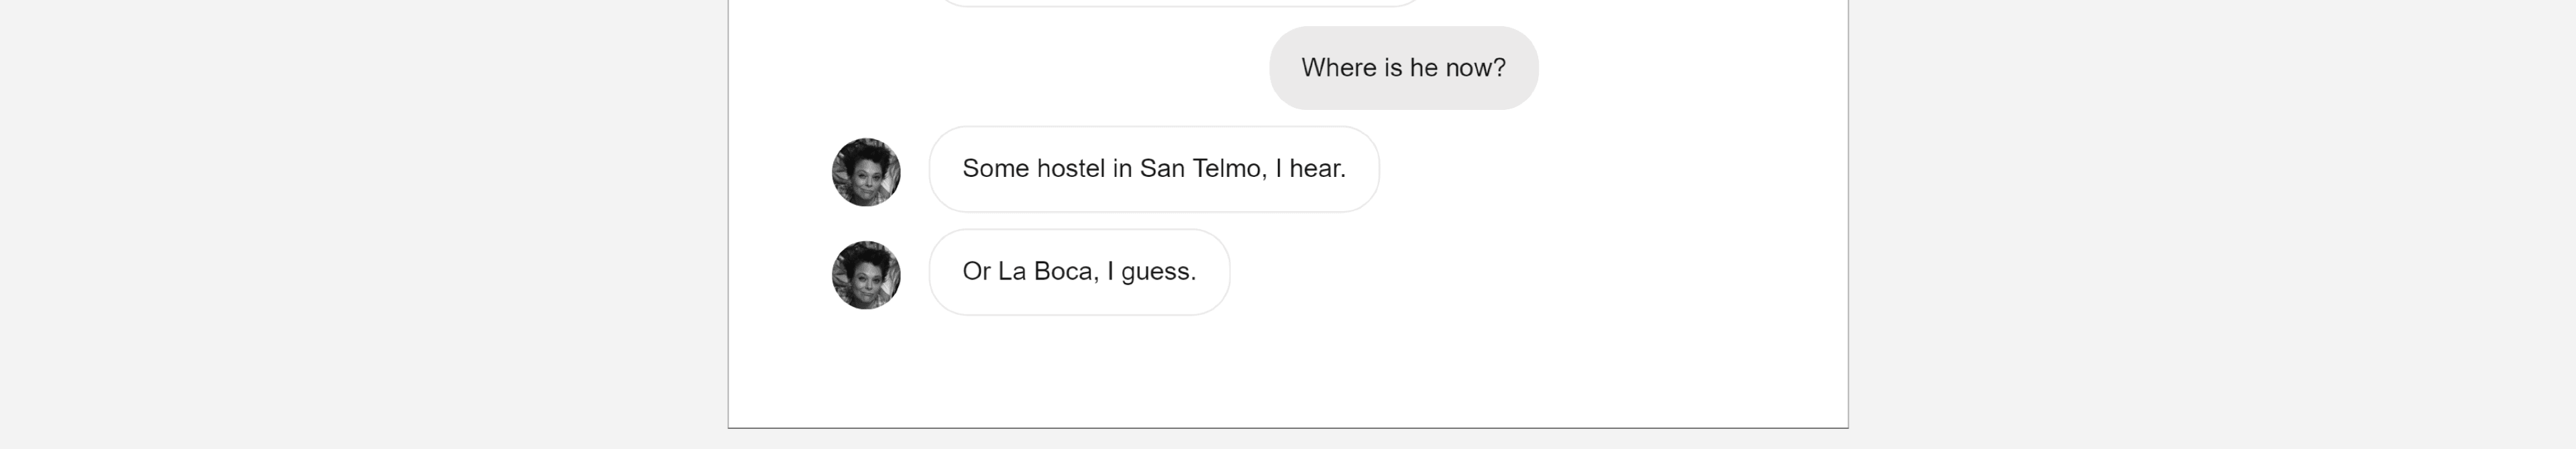 Where is he now?
Some hostel in San Telmo, I hear.
Or La Boca, I guess.